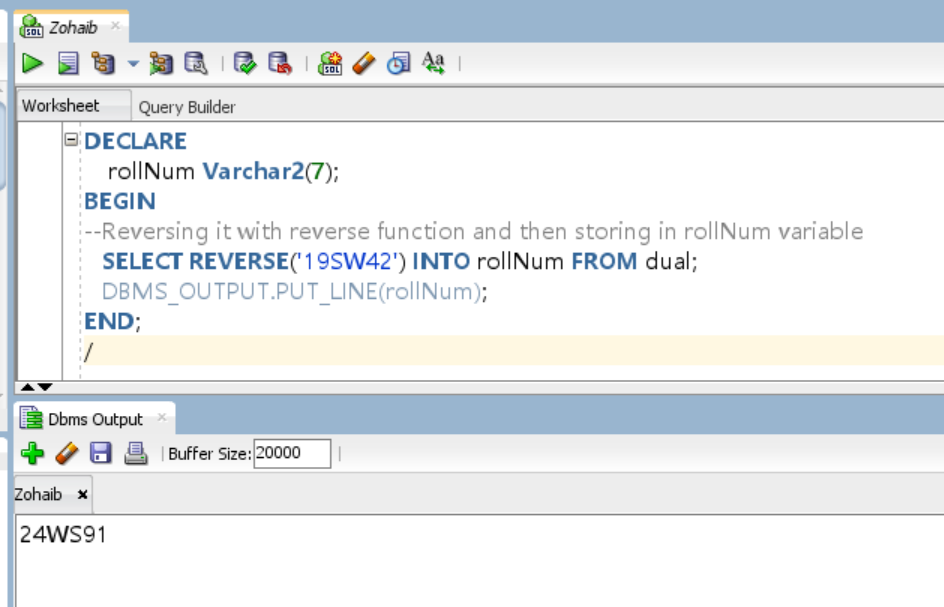 Zohaib
Worksheet Query Builder
DECLARE
rollNum Varchar2(7);
BEGIN
--Reversing it with reverse function and then storing in rollNum variable
SELECT REVERSE('19SW42') INTO rollNum FROM dual;
DBMS_OUTPUT.PUT_LINE(rollNum);
END;
/
Dbms Output
Buffer Size: 20000
Zohaib
24WS91